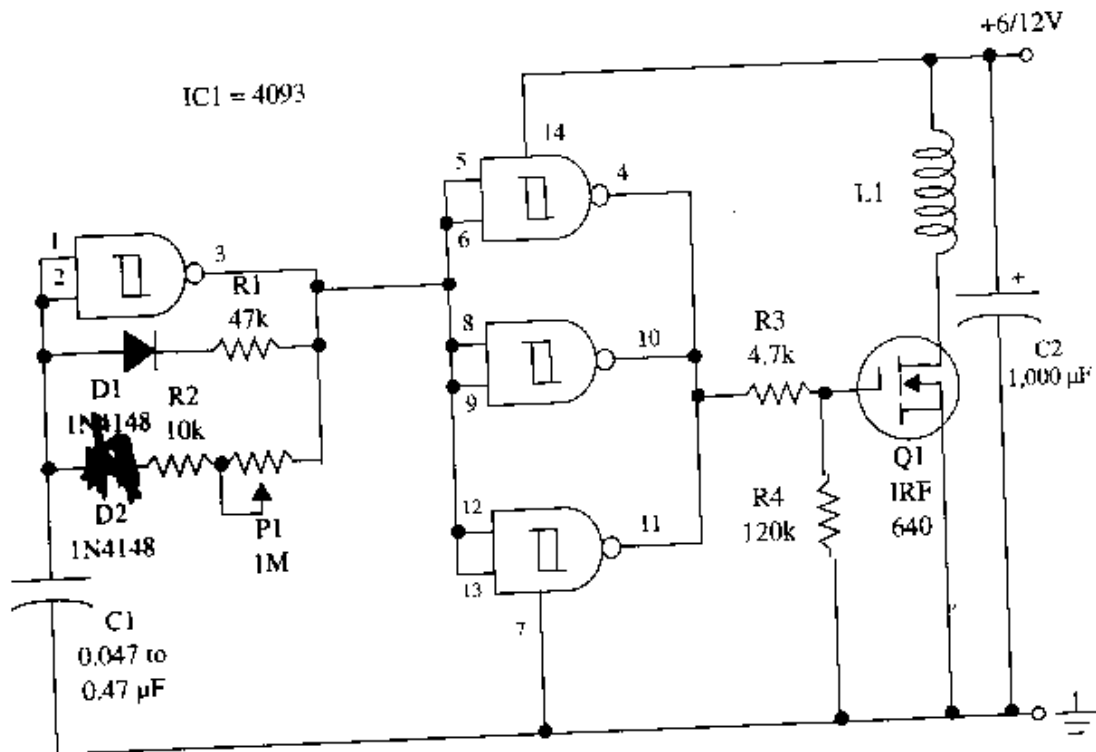 +6/12V
IC1 = 4093
14
5
4
6
L1
1
2
3
R1
47k
8
10
9
R3
4.7k
+
C2
1,000 µF
D1
1N4148
R2
10k
D2
1N4148
P1
1M
12
11
13
7
R4
120k
Q1
IRF
640
C1
0.047 to
0.47 µF